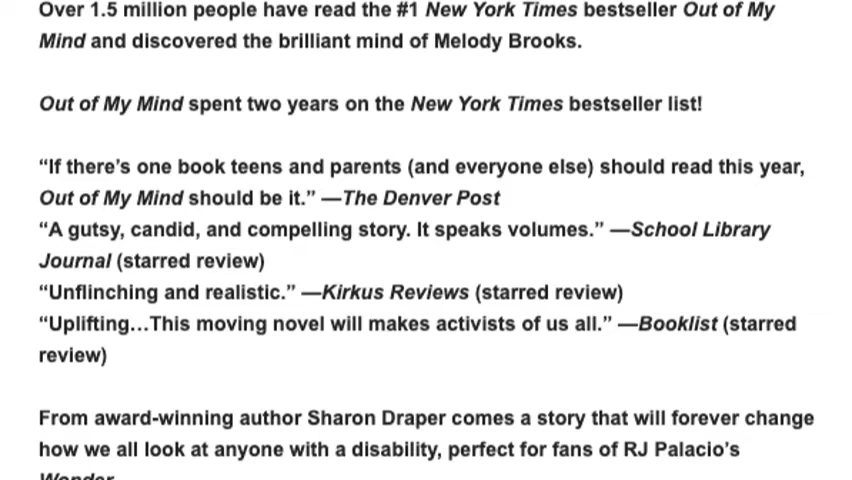 Over 1.5 million people have read the #1 New York Times bestseller Out of My
Mind and discovered the brilliant mind of Melody Brooks.
Out of My Mind spent two years on the New York Times bestseller list!
“If there’s one book teens and parents (and everyone else) should read this year,
Out of My Mind should be it.” —The Denver Post
“A gutsy, candid, and compelling story. It speaks volumes.” —School Library
Journal (starred review)
“Unflinching and realistic.” —Kirkus Reviews (starred review)
“Uplifting…This moving novel will makes activists of us all.” —Booklist (starred
review)
From award-winning author Sharon Draper comes a story that will forever change
how we all look at anyone with a disability, perfect for fans of RJ Palacio’s
Wonder